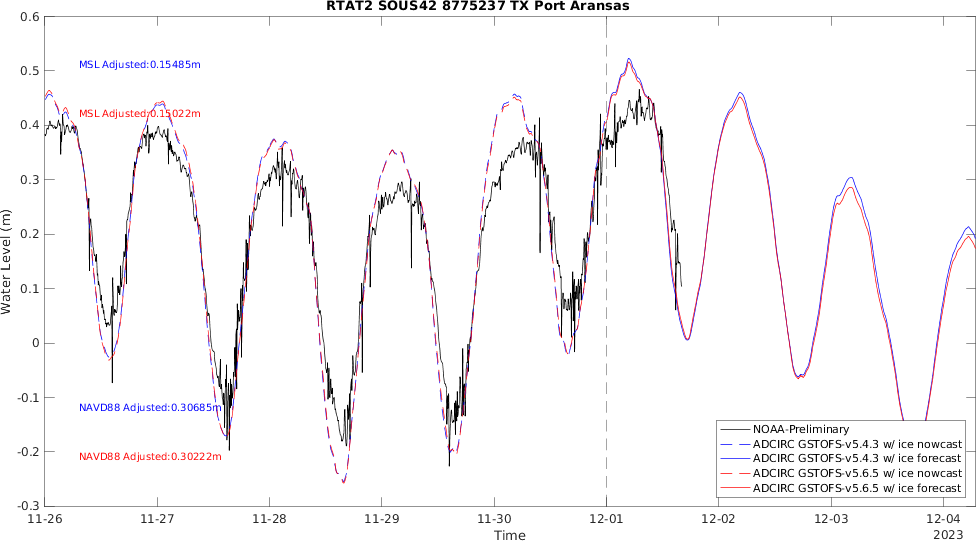 RTAT2 SOUS42 8775237 TX Port Aransas
0.6
0.5
0.4
0.3
0.2
0.1
0
-0.1
-0.2
-0.3
Water Level (m)
MSL Adjusted:0.15485m
MSL Adjusted:0.15022m
NAVD88 Adjusted:0.30685m
NAVD88 Adjusted:0.30222m
NOAA-Preliminary
ADCIRC GSTOFS-v5.4.3 w/ ice nowcast
ADCIRC GSTOFS-v5.4.3 w/ ice forecast
ADCIRC GSTOFS-v5.6.5 w/ ice nowcast
ADCIRC GSTOFS-v5.6.5 w/ ice forecast
11-26 11-27 11-28 11-29 11-30 12-01 12-02 12-03 12-04
Time
2023